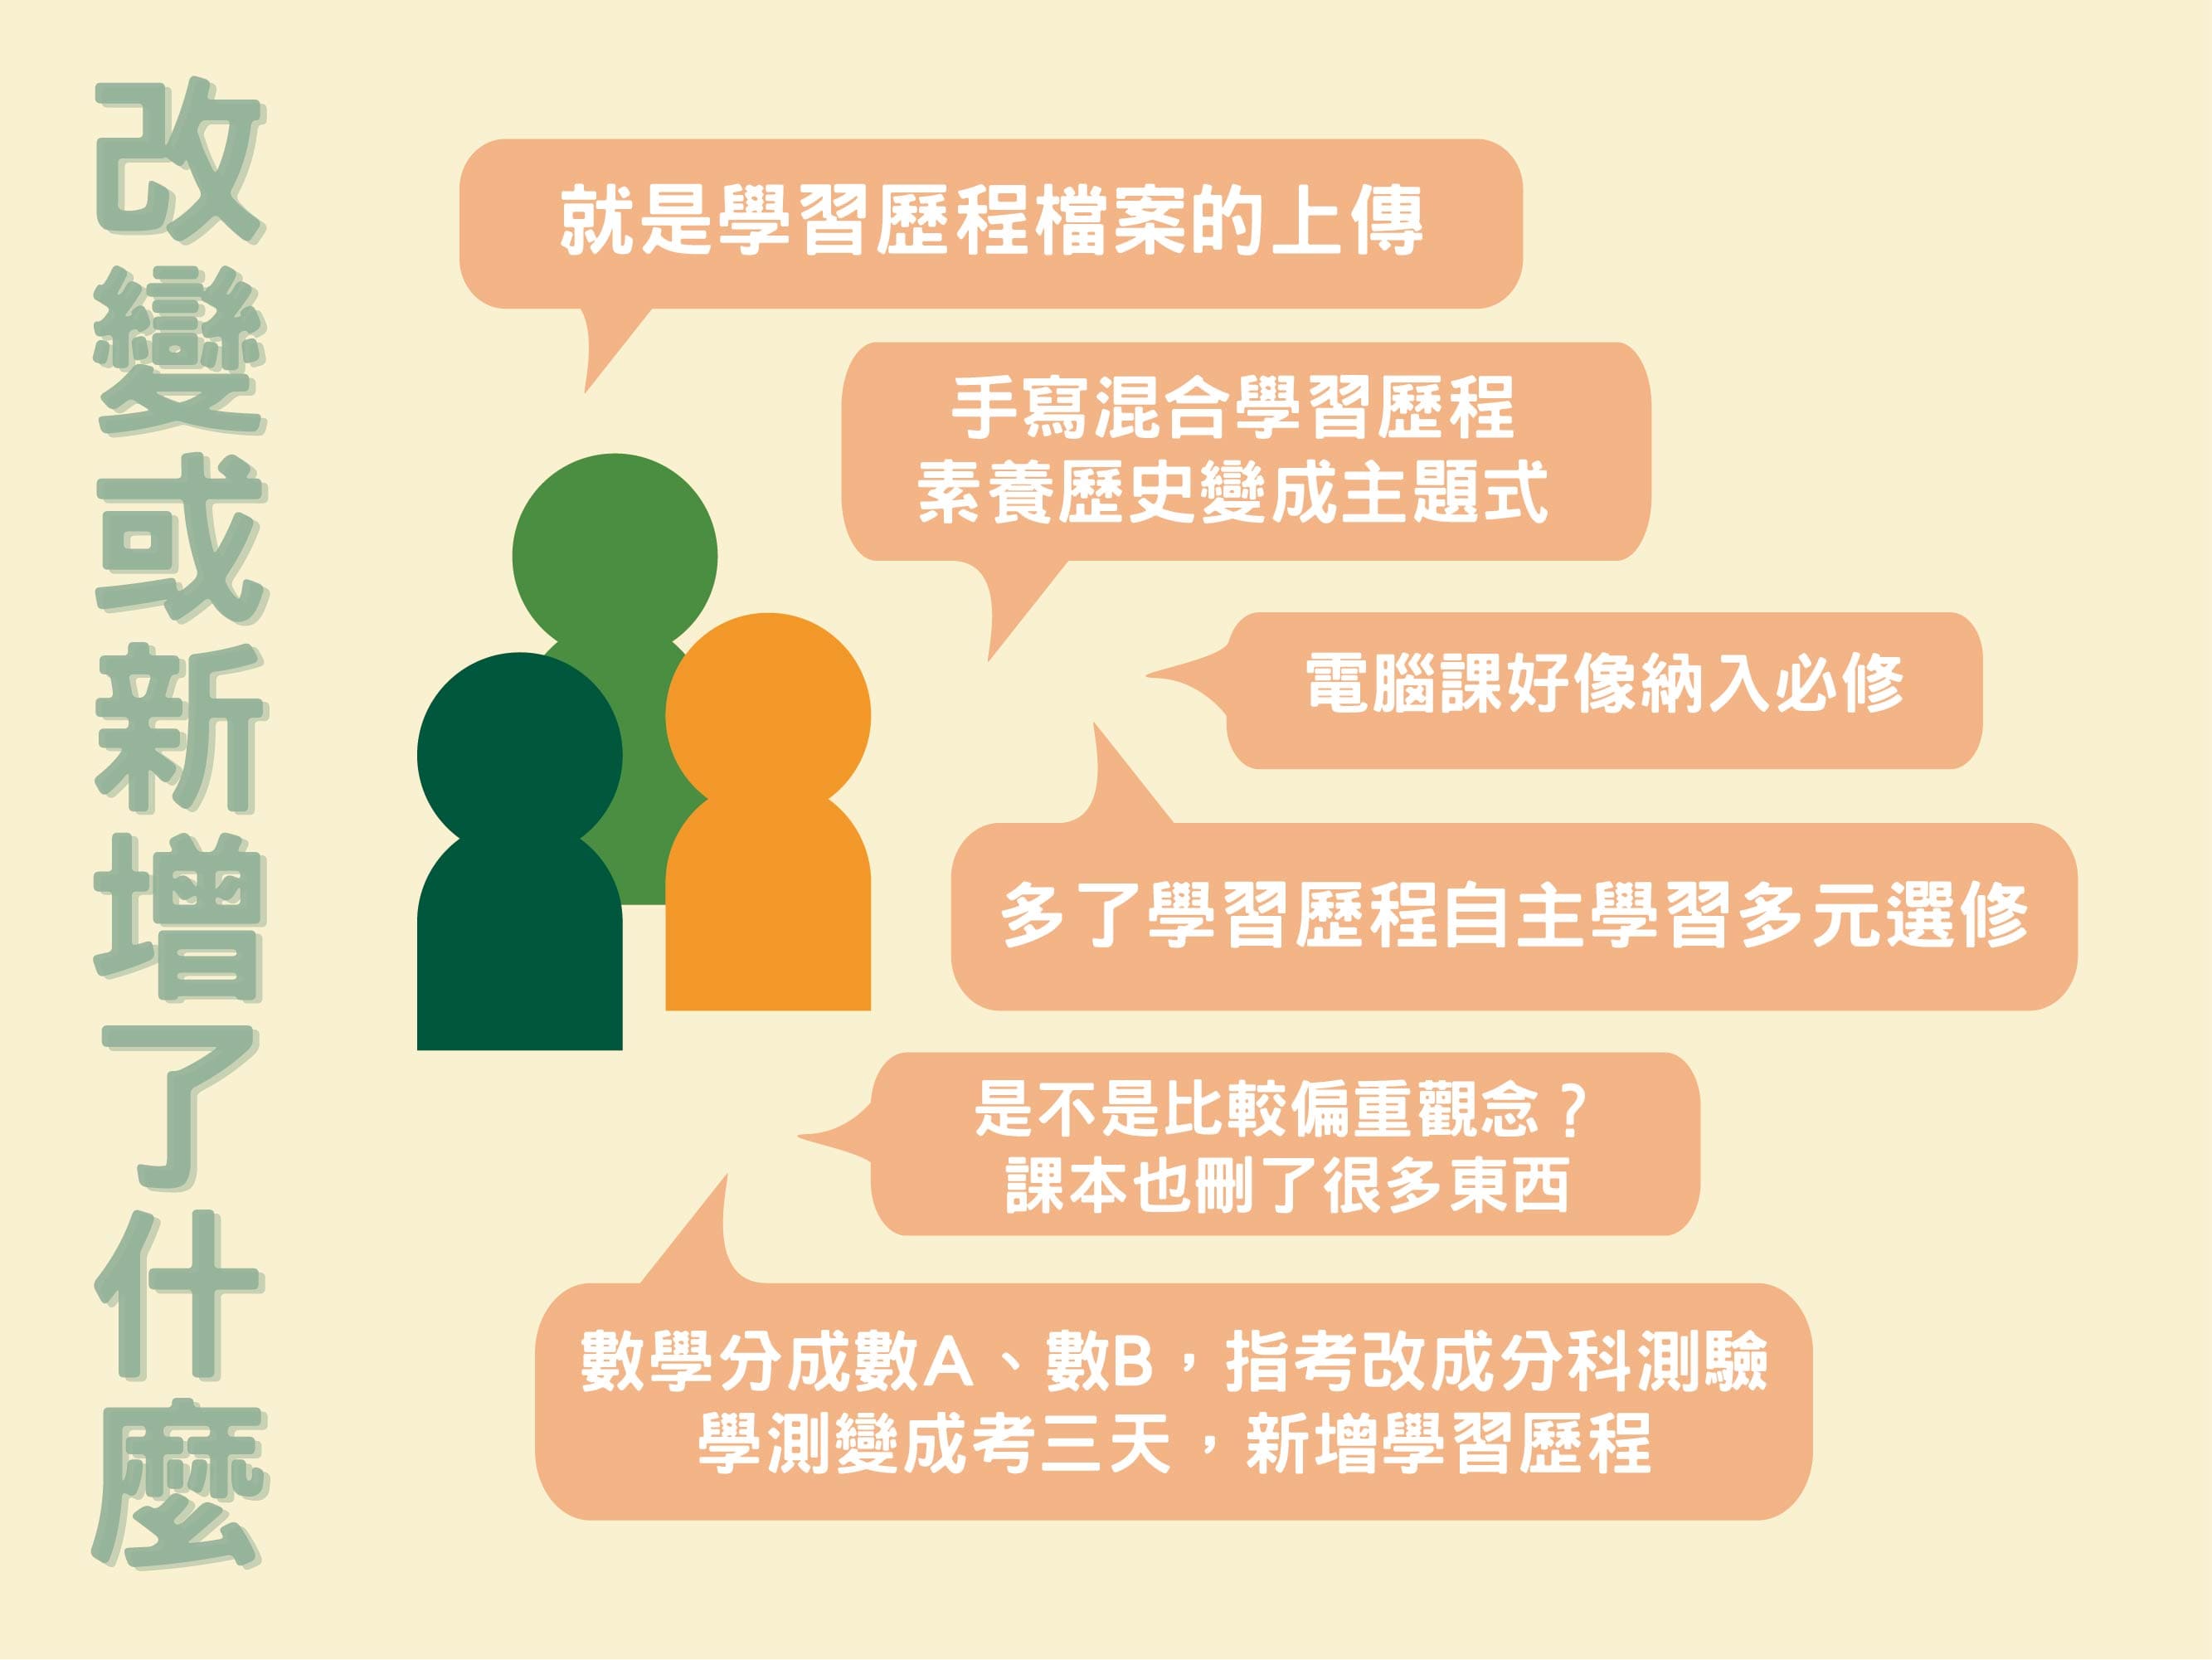 改變或新增了什麼
就是學習歷程檔案的上傳
手寫混合學習歷程
素養歷史變成主題式
電腦課好像納入必修
多了學習歷程自主學習多元選修
是不是比較偏重觀念？
課本也刪了很多東西
數學分成數A、數B，指考改成分科測驗
學測變成考三天，新增學習歷程